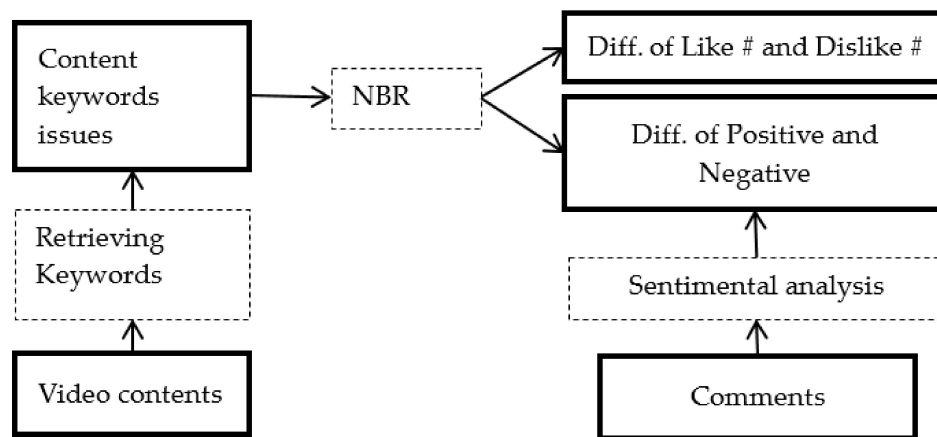 Content
keywords
issues
NBR
Diff. of Like # and Dislike #
Diff. of Positive and
Negative
Retrieving
Keywords
Sentimental analysis
Video contents
Comments